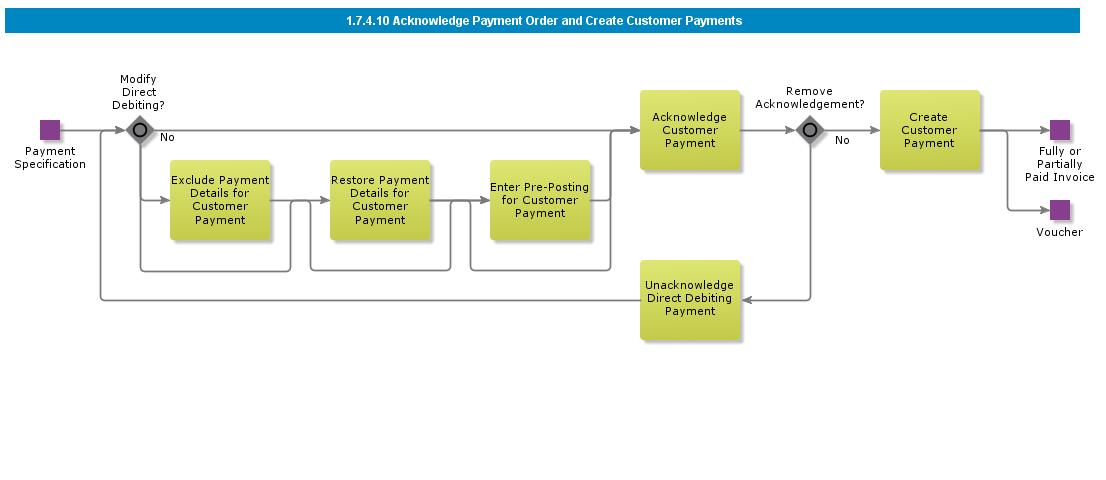 1.7.4.10 Acknowledge Payment Order and Create Customer Payments
Modify
Direct
Debiting?
No
Payment
Specification
Exclude Payment
Details for
Customer
Payment
Restore Payment
Details for
Customer
Payment
Enter Pre-Posting
for Customer
Payment
Acknowledge
Customer
Payment
Remove
Acknowledgement?
No
Create
Customer
Payment
Fully or
Partially
Paid Invoice
Voucher
Unacknowledge
Direct Debiting
Payment